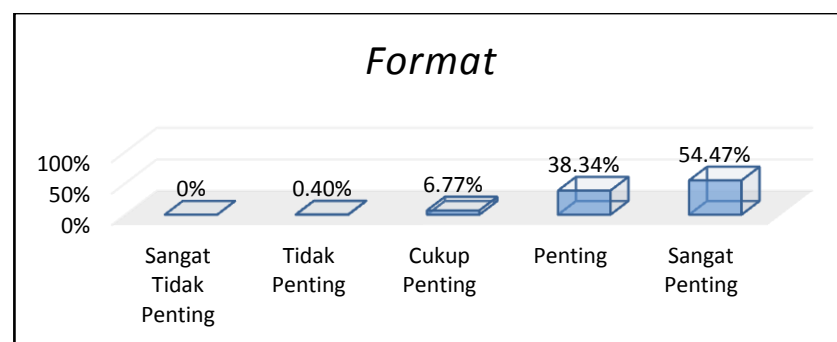 Format
100%
50%
0%
0%
0.40%
6.77%
38.34%
54.47%
Sangat
Tidak
Penting
Tidak
Penting
Cukup
Penting
Penting
Sangat
Penting